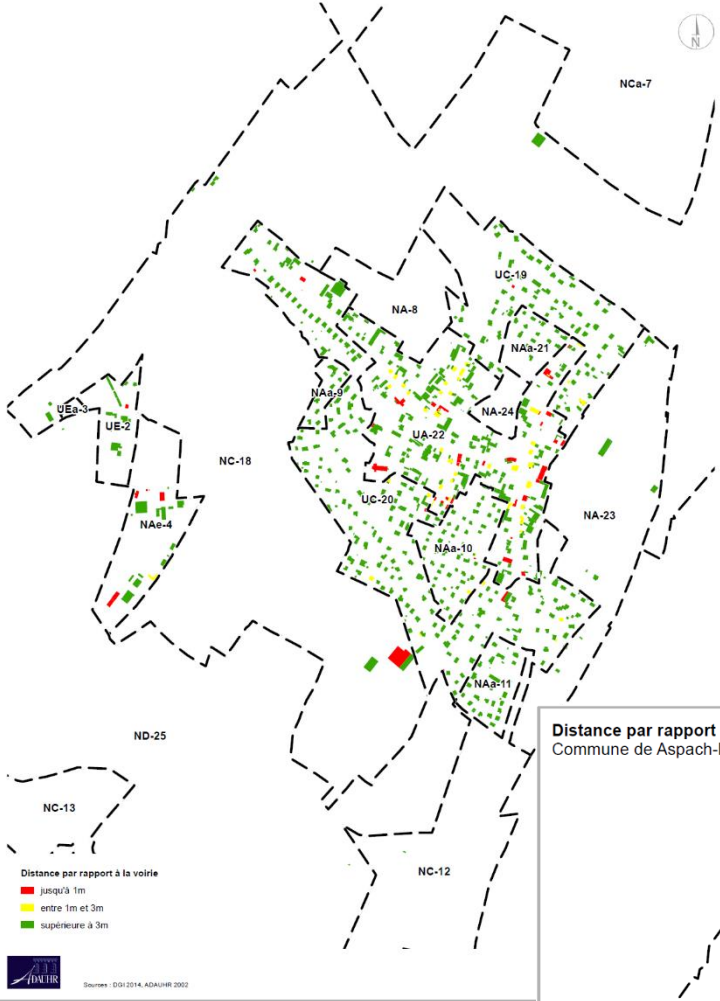 N
NCa-7
UC-19
NA-8
NAa-21
NAa-9
NA-24
UEa-3
UE-2
UA-22
NC-18
UC-20
NA-23
NAe-4
NAa-10
NAa-11
ND-25
Distance par rapport
Commune de Aspach-
NC-13
NC-12
Distance par rapport à la voirie
jusqu'à 1m
entre 1m et 3m
supérieure à 3m
ADAUHR
Sources : DGI 2014, ADAUHR 2002